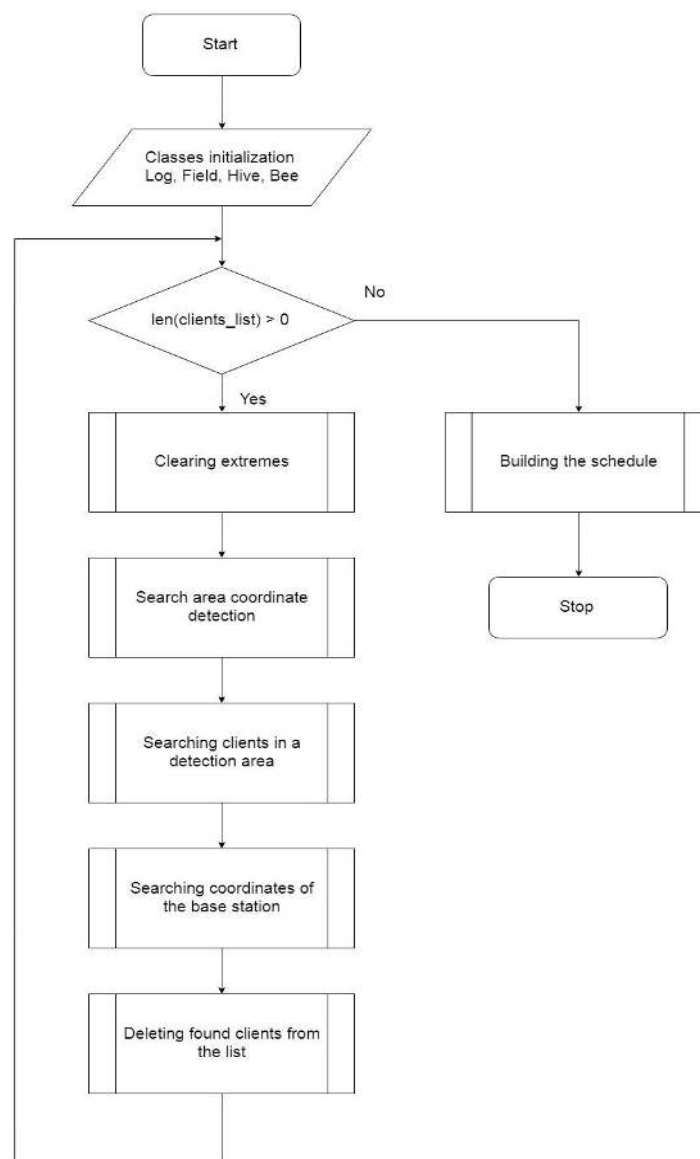 Start
Classes initialization
Log, Field, Hive, Bee
len(clients_list) > 0
No
Yes
Clearing extremes
Building the schedule
Search area coordinate
detection
Stop
Searching clients in a
detection area
Searching coordinates of
the base station
Deleting found clients from
the list